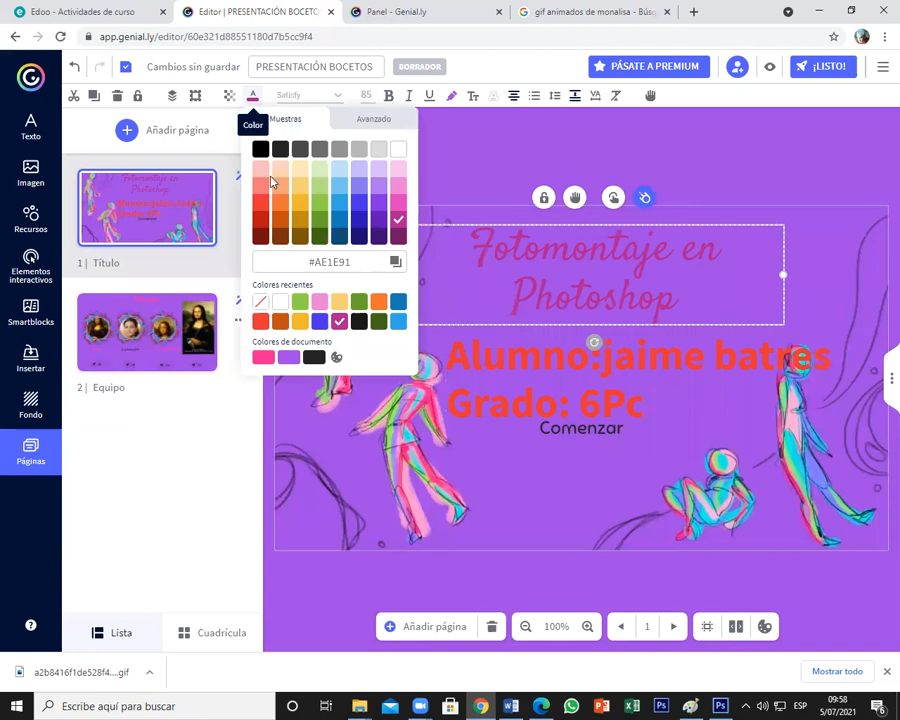 Edoo - Actividades de curso
Editor | PRESENTACIÓN BOCETO
Panel - Genial.ly
gif animados de monalisa - Búsq
app.genial.ly/editor/60e321d88551180d7b5cc9f4
Cambios sin guardar
PRESENTACIÓN BOCETOS
BORRADOR
PÁSATE A PREMIUM
¡LISTO!
Satisfy
85
Color
Muestras
Avanzado
Texto
Imagen
Recursos
Elementos
interactivos
Smartblocks
Insertar
Fondo
Páginas
Añadir página
1 | Título
2 | Equipo
#AE1E91
Colores recientes
Colores de documento
Fotomontaje en
Photoshop
Alumno:jaime batres
Grado: 6Pc
Comenzar
Lista
Cuadrícula
Añadir página
100%
1
a2b8416f1de528f4....gif
Mostrar todo
Escribe aquí para buscar
ESP
09:58
5/07/2021